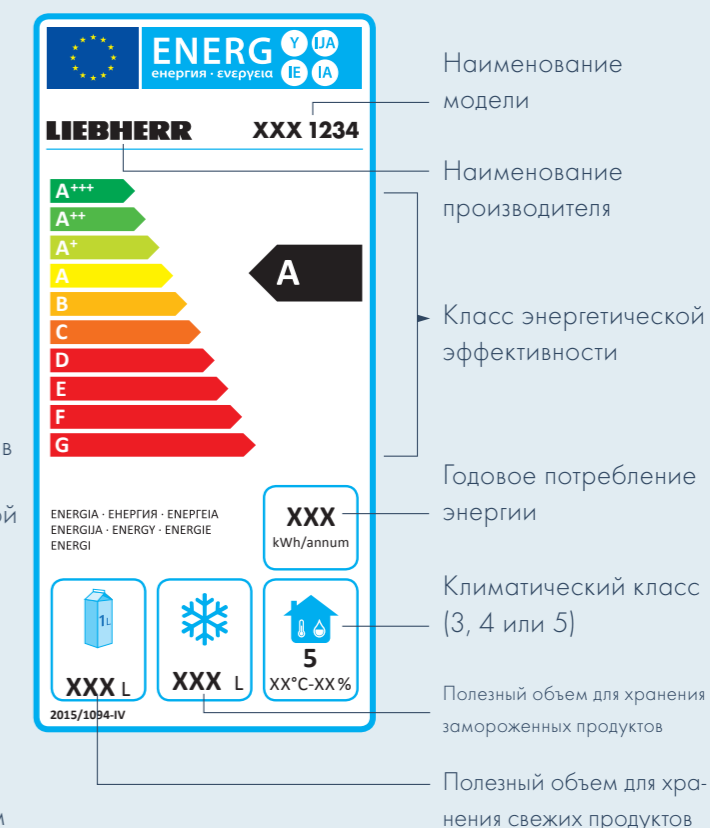 ENERG Y IJA
енергия · ενεργεια IE IA
LIEBHERR XXX 1234
A+++
A++
A+
A
B
C
D
E
F
G
A
ENERGIA · ЕНЕРГИЯ · ΕΝΕΡΓΕΙΑ
ENERGIJA · ENERGY · ENERGIE
ENERGI
XXX
kWh/annum
1L
XXX L
XXX L
5
XX°C-XX%
2015/1094-IV
Наименование
модели
Наименование
производителя
Класс энергетической
эффективности
Годовое потребление
энергии
Климатический класс
(3, 4 или 5)
Полезный объем для хранения
замороженных продуктов
Полезный объем для хра-
нения свежих продуктов
в